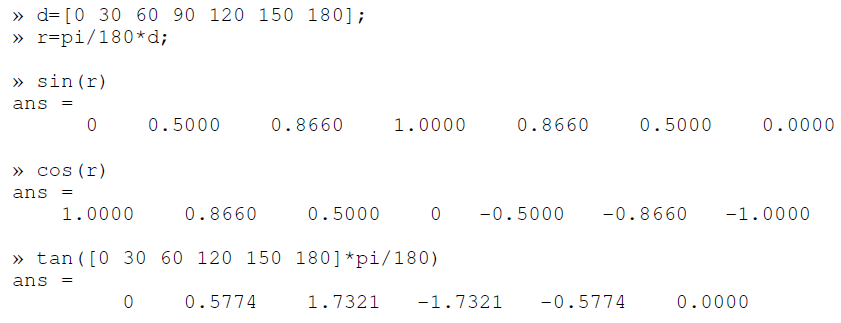 » d=[0 30 60 90 120 150 180];
» r=pi/180*d;
» sin(r)
ans =
0 0.5000 0.8660 1.0000 0.8660 0.5000 0.0000
» cos(r)
ans =
1.0000 0.8660 0.5000 0 -0.5000 -0.8660 -1.0000
» tan([0 30 60 120 150 180]*pi/180)
ans =
0 0.5774 1.7321 -1.7321 -0.5774 0.0000